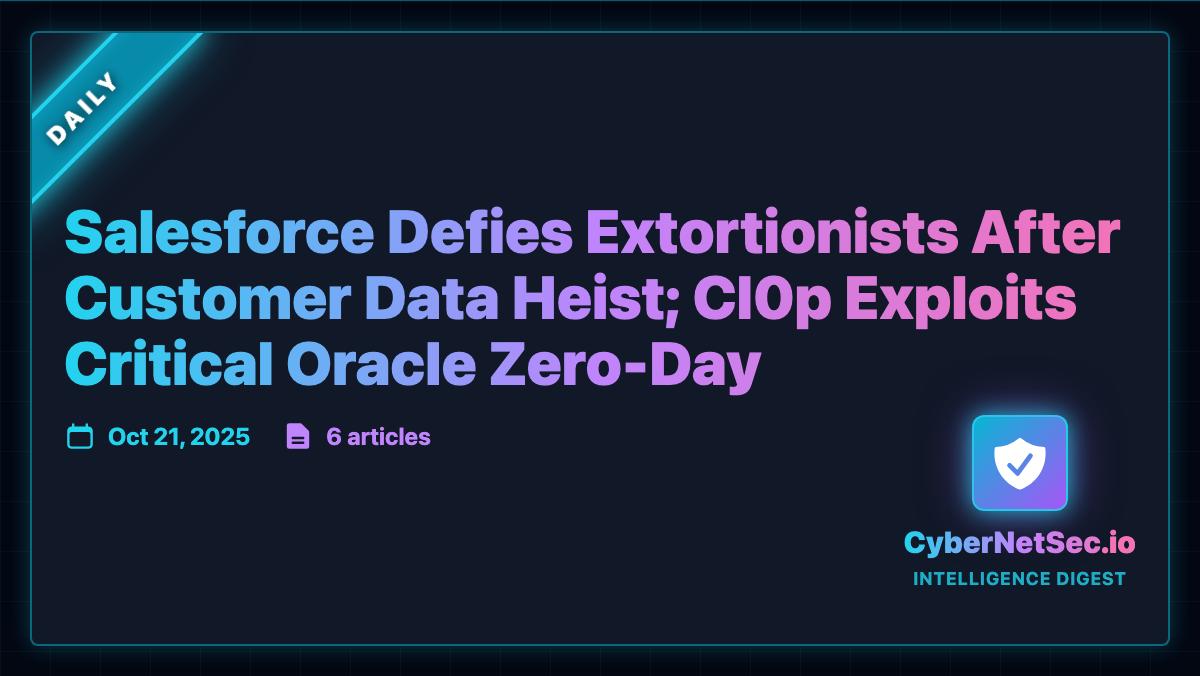 DAILY
Salesforce Defies Extortionists After
Customer Data Heist; Cl0p Exploits
Critical Oracle Zero-Day
Oct 21, 2025
6 articles
CyberNetSec.io
INTELLIGENCE DIGEST